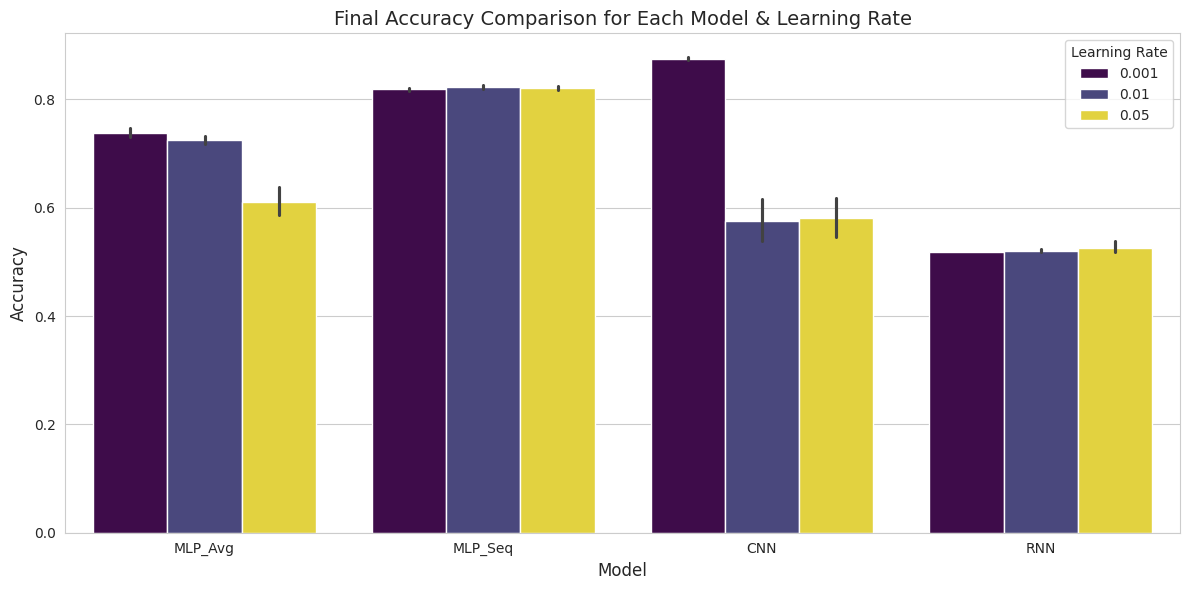 Final Accuracy Comparison for Each Model & Learning Rate
Learning Rate
0.001
0.01
0.05
Accuracy
0.8
0.6
0.4
0.2
0.0
MLP_Avg MLP_Seq CNN RNN
Model